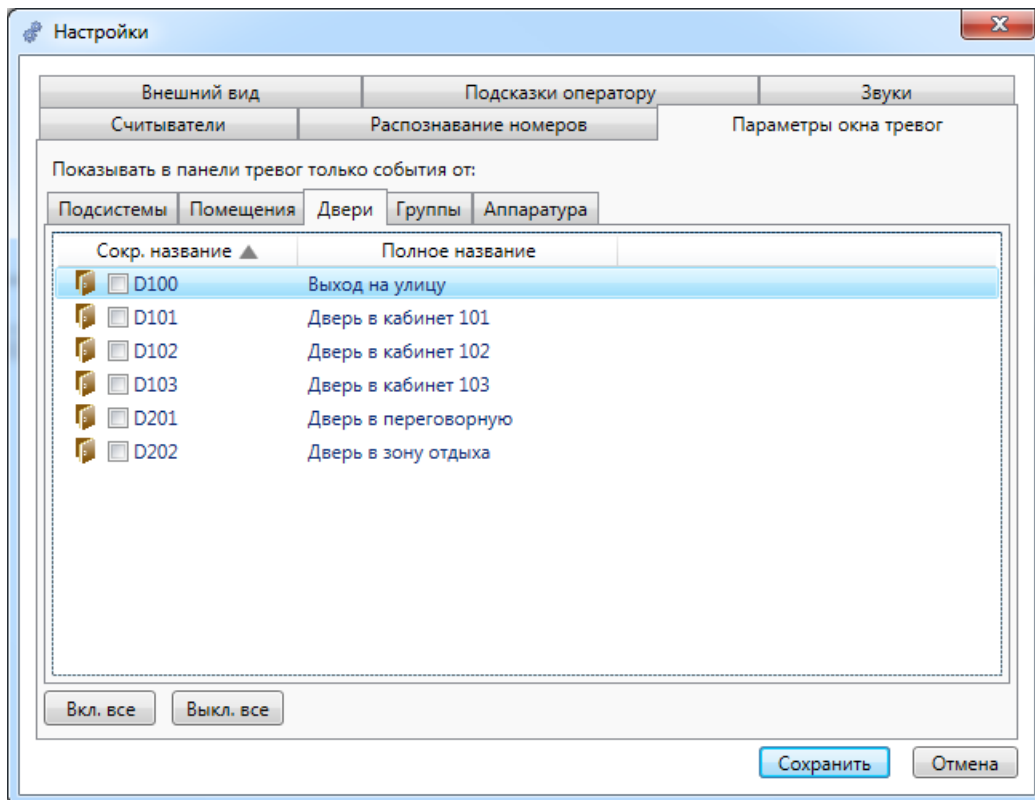 Настройки
Внешний вид Подсказки оператору Звуки
Считыватели Распознавание номеров Параметры окна тревог
Показывать в панели тревог только события от:
Подсистемы Помещения Двери Группы Аппаратура
Сокр. название Полное название
D100 Выход на улицу
D101 Дверь в кабинет 101
D102 Дверь в кабинет 102
D103 Дверь в кабинет 103
D201 Дверь в переговорную
D202 Дверь в зону отдыха
Вкл. все Выкл. все
Сохранить Отмена